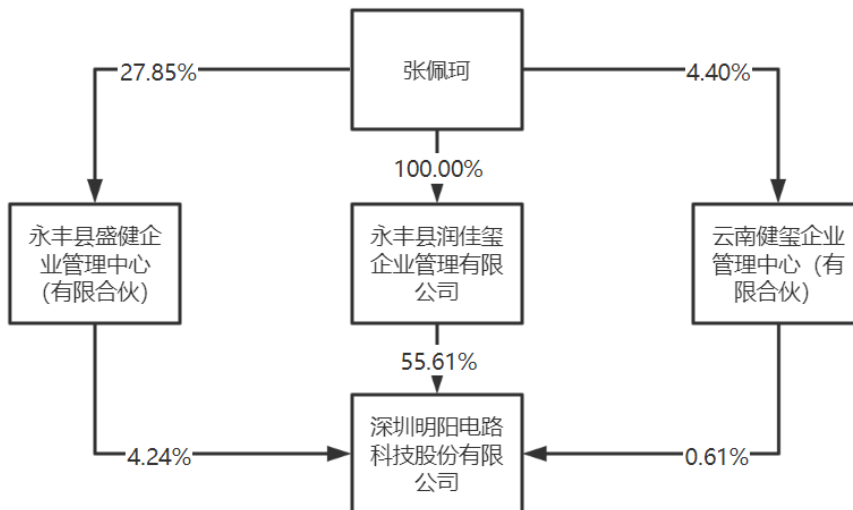 张佩珂
27.85%
4.40%
100.00%
永丰县盛健企
业管理中心
（有限合伙）
永丰县润佳玺
企业管理有限
公司
云南健玺企业
管理中心（有
限合伙）
55.61%
深圳明阳电路
科技股份有限
公司
4.24%
0.61%